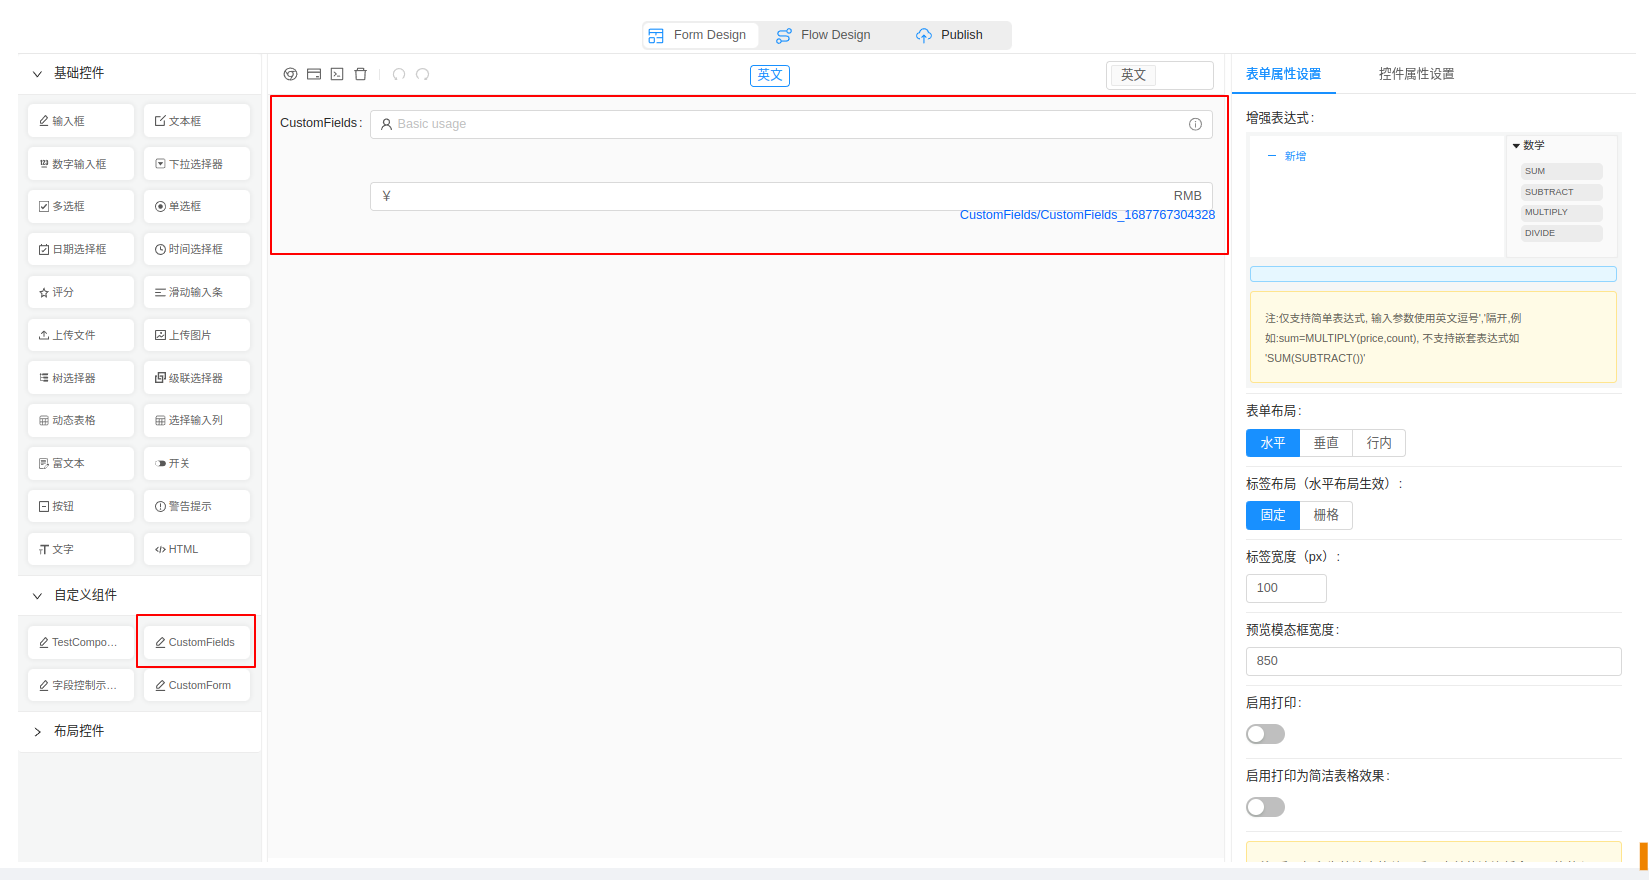 Form Design
Flow Design
Publish
基础控件
输入框
文本框
数字输入框
下拉选择器
多选框
单选框
日期选择框
时间选择框
评分
滑动输入条
上传文件
上传图片
树选择器
级联选择器
动态表格
选择输入列
富文本
开关
按钮
警告提示
文字
HTML
自定义组件
TestCompo...
CustomFields
字段控制示...
CustomForm
布局控件
英文
英文
CustomFields:
Basic usage
¥
RMB
CustomFields/CustomFields_1687767304328
表单属性设置
控件属性设置
增强表达式:
新增
数学
SUM
SUBTRACT
MULTIPLY
DIVIDE
注:仅支持简单表达式, 输入参数使用英文逗号','隔开,例
如:sum=MULTIPLY(price,count), 不支持嵌套表达式如
'SUM(SUBTRACT())'
表单布局:
水平
垂直
行内
标签布局（水平布局生效）:
固定
栅格
标签宽度（px）:
100
预览模态框宽度:
850
启用打印:
启用打印为简洁表格效果: